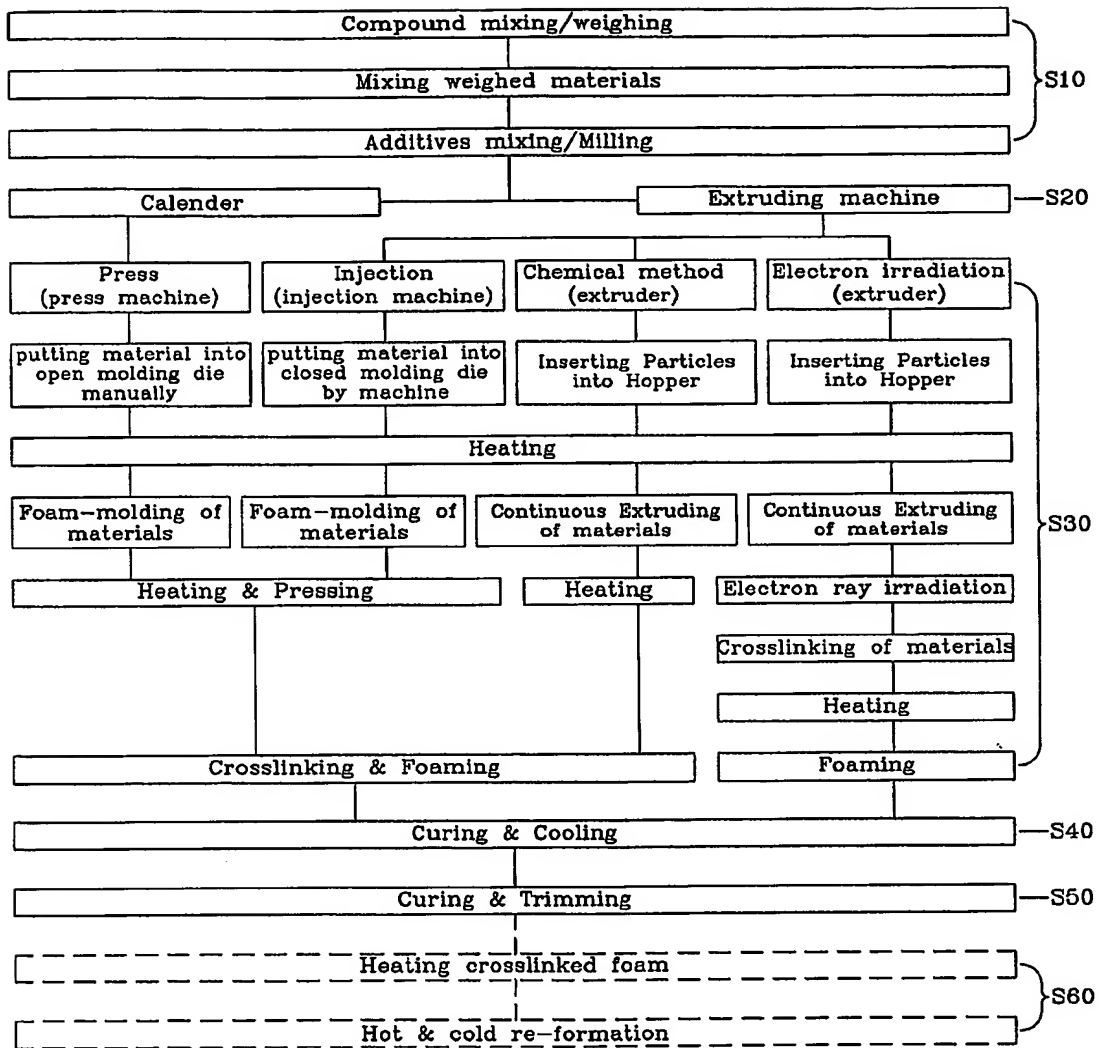 Compound mixing/weighing
Mixing weighed materials
S10
Additives mixing/Milling
Calender
Extruding machine
S20
Press
(press machine)
Injection
(injection machine)
Chemical method
(extruder)
Electron irradiation
(extruder)
putting material into
open molding die
manually
putting material into
closed molding die
by machine
Inserting Particles
into Hopper
Inserting Particles
into Hopper
Heating
Foam-molding of
materials
Foam-molding of
materials
Continuous Extruding
of materials
Continuous Extruding
of materials
S30
Heating & Pressing
Heating
Electron ray irradiation
Crosslinking of materials
Heating
Crosslinking & Foaming
Foaming
Curing & Cooling
S40
Curing & Trimming
S50
Heating crosslinked foam
S60
Hot & cold re-formation